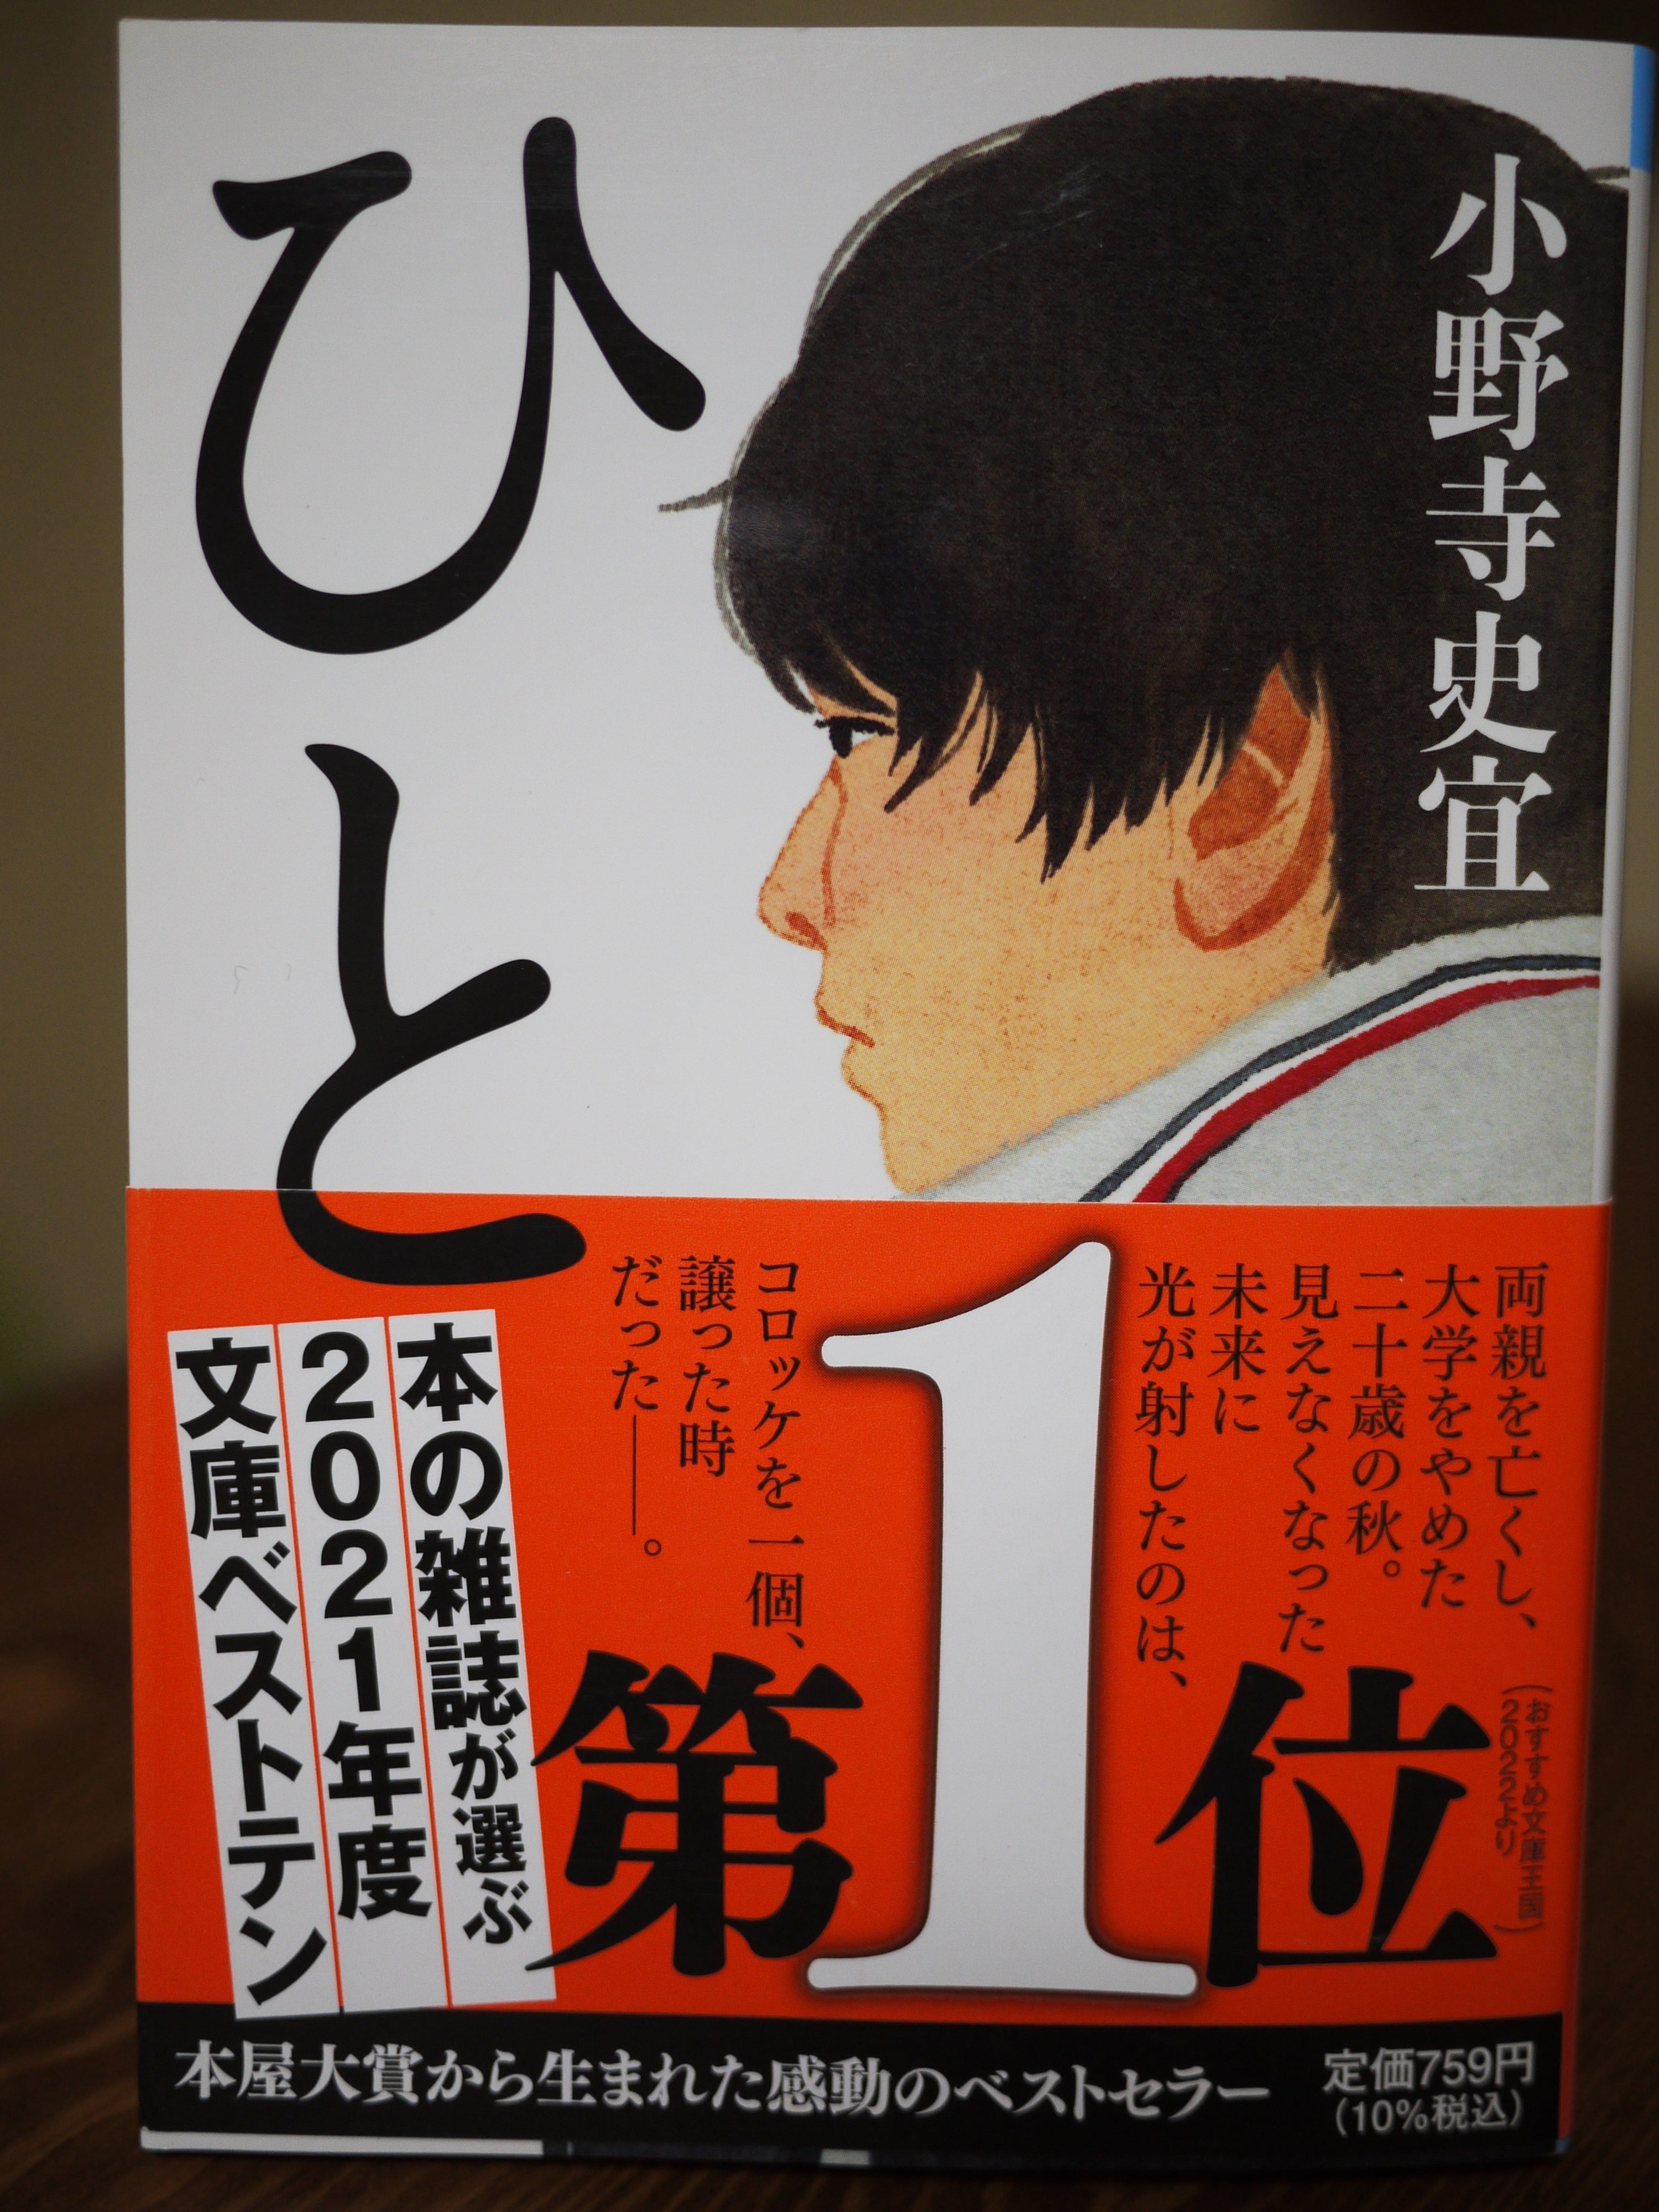 小野寺史宜
ひと
両親を亡くし、
大学をやめた
二十歳の秋。
見えなくなった
未来に
光が射したのは、
コロッケを一個、
譲った時
だった――。
本の雑誌が選ぶ
2021年度
文庫ベストテン
第1位
(おすすめ文庫王国
2022より)
本屋大賞から生まれた感動のベストセラー
定価759円
(10%税込)